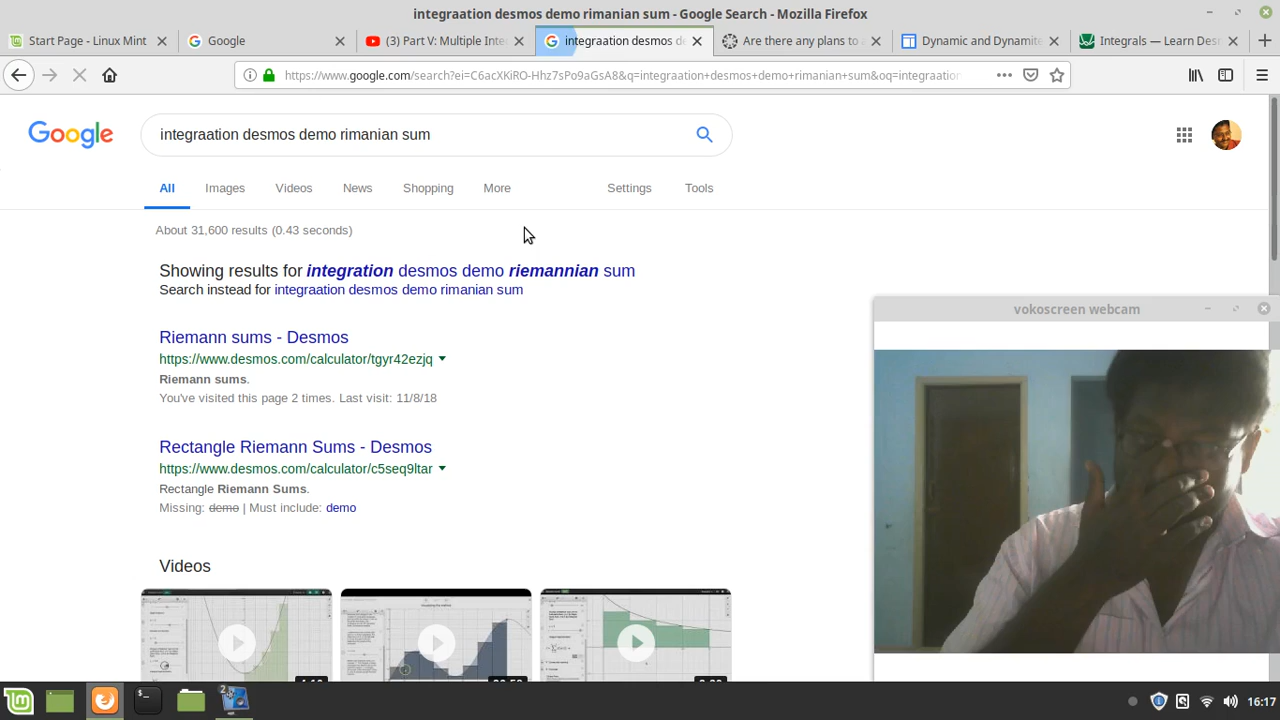 integraation desmos demo rimanian sum - Google Search - Mozilla Firefox
Start Page - Linux Mint
Google
(3) Part V: Multiple Inte
integraation desmos de
Are there any plans to a
Dynamic and Dynamite
Integrals — Learn Des
https://www.google.com/search?ei=C6acXKiRO-Hhz7sPo9aGsA8&q=integraation+desmos+demo+rimanian+sum&oq=integraation
Google
integraation desmos demo rimanian sum
All
Images
Videos
News
Shopping
More
Settings
Tools
About 31,600 results (0.43 seconds)
Showing results for integration desmos demo riemannian sum
Search instead for integraation desmos demo rimanian sum
Riemann sums - Desmos
https://www.desmos.com/calculator/tgyr42ezjq
Riemann sums.
You've visited this page 2 times. Last visit: 11/8/18
Rectangle Riemann Sums - Desmos
https://www.desmos.com/calculator/c5seq9ltar
Rectangle Riemann Sums.
Missing: demo | Must include: demo
Videos
vokoscreen webcam
16:17